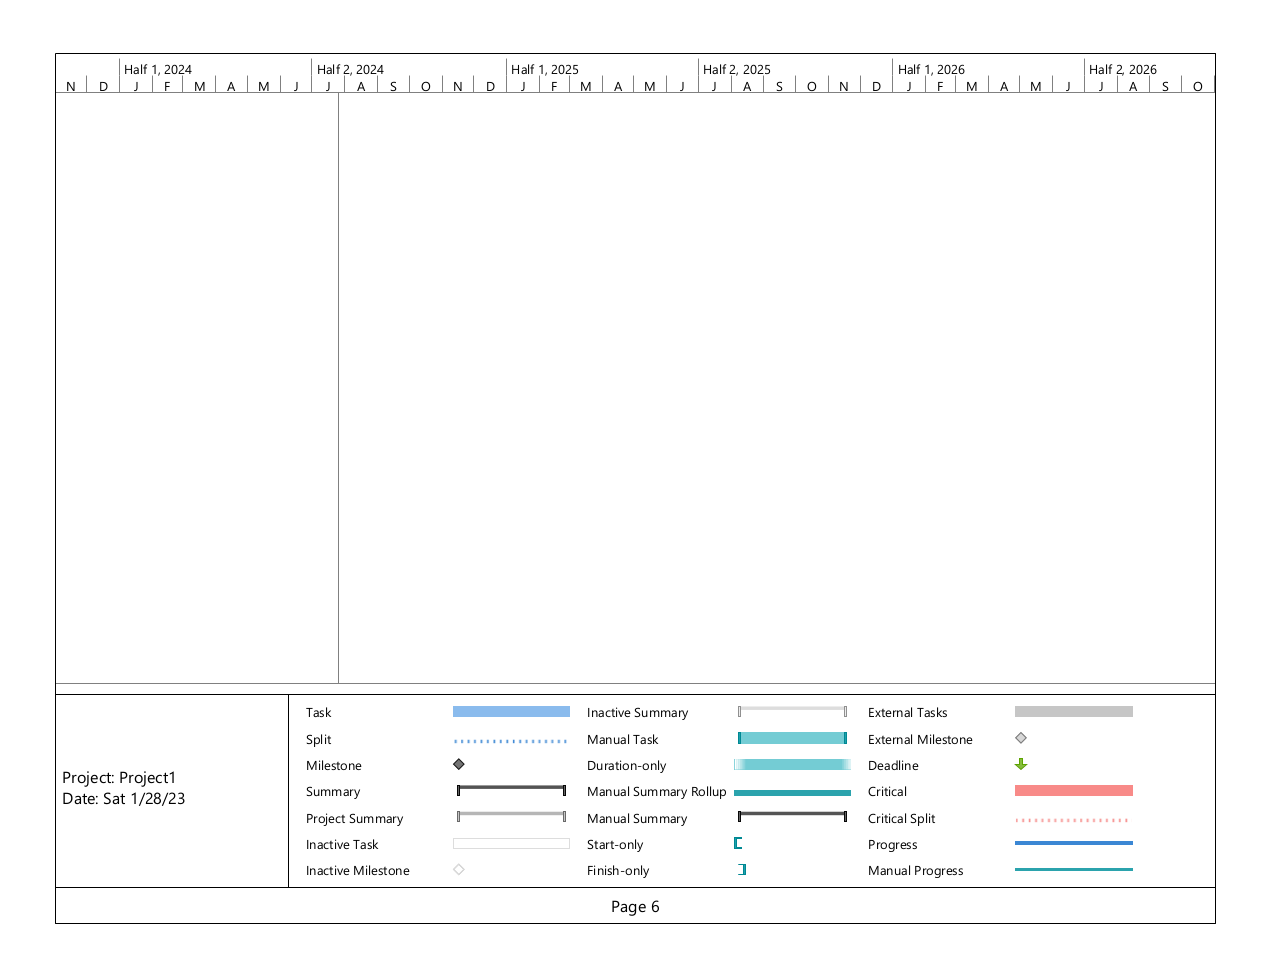 Half 1, 2024 Half 2, 2024 Half 1, 2025 Half 2, 2025 Half 1, 2026 Half 2, 2026
N D J F M A M J J A S O N D J F M A M J J A S O N D J F M A M J J A S O
Task Inactive Summary External Tasks
Split Manual Task External Milestone
Milestone Duration-only Deadline
Summary Manual Summary Rollup Critical
Project Summary Manual Summary Critical Split
Inactive Task Start-only Progress
Inactive Milestone Finish-only Manual Progress
Project: Project1
Date: Sat 1/28/23
Page 6